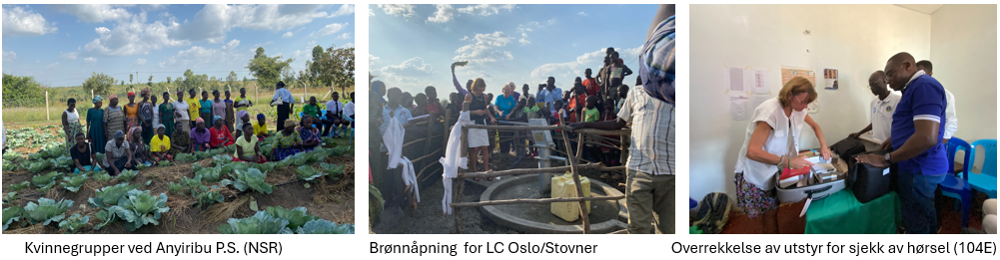 Kvinnegrupper ved Anyiribu P.S. (NSR)
Brønnåpning for LC Oslo/Stovner
Overrekkelse av utstyr for sjekk av hørsel (104E)